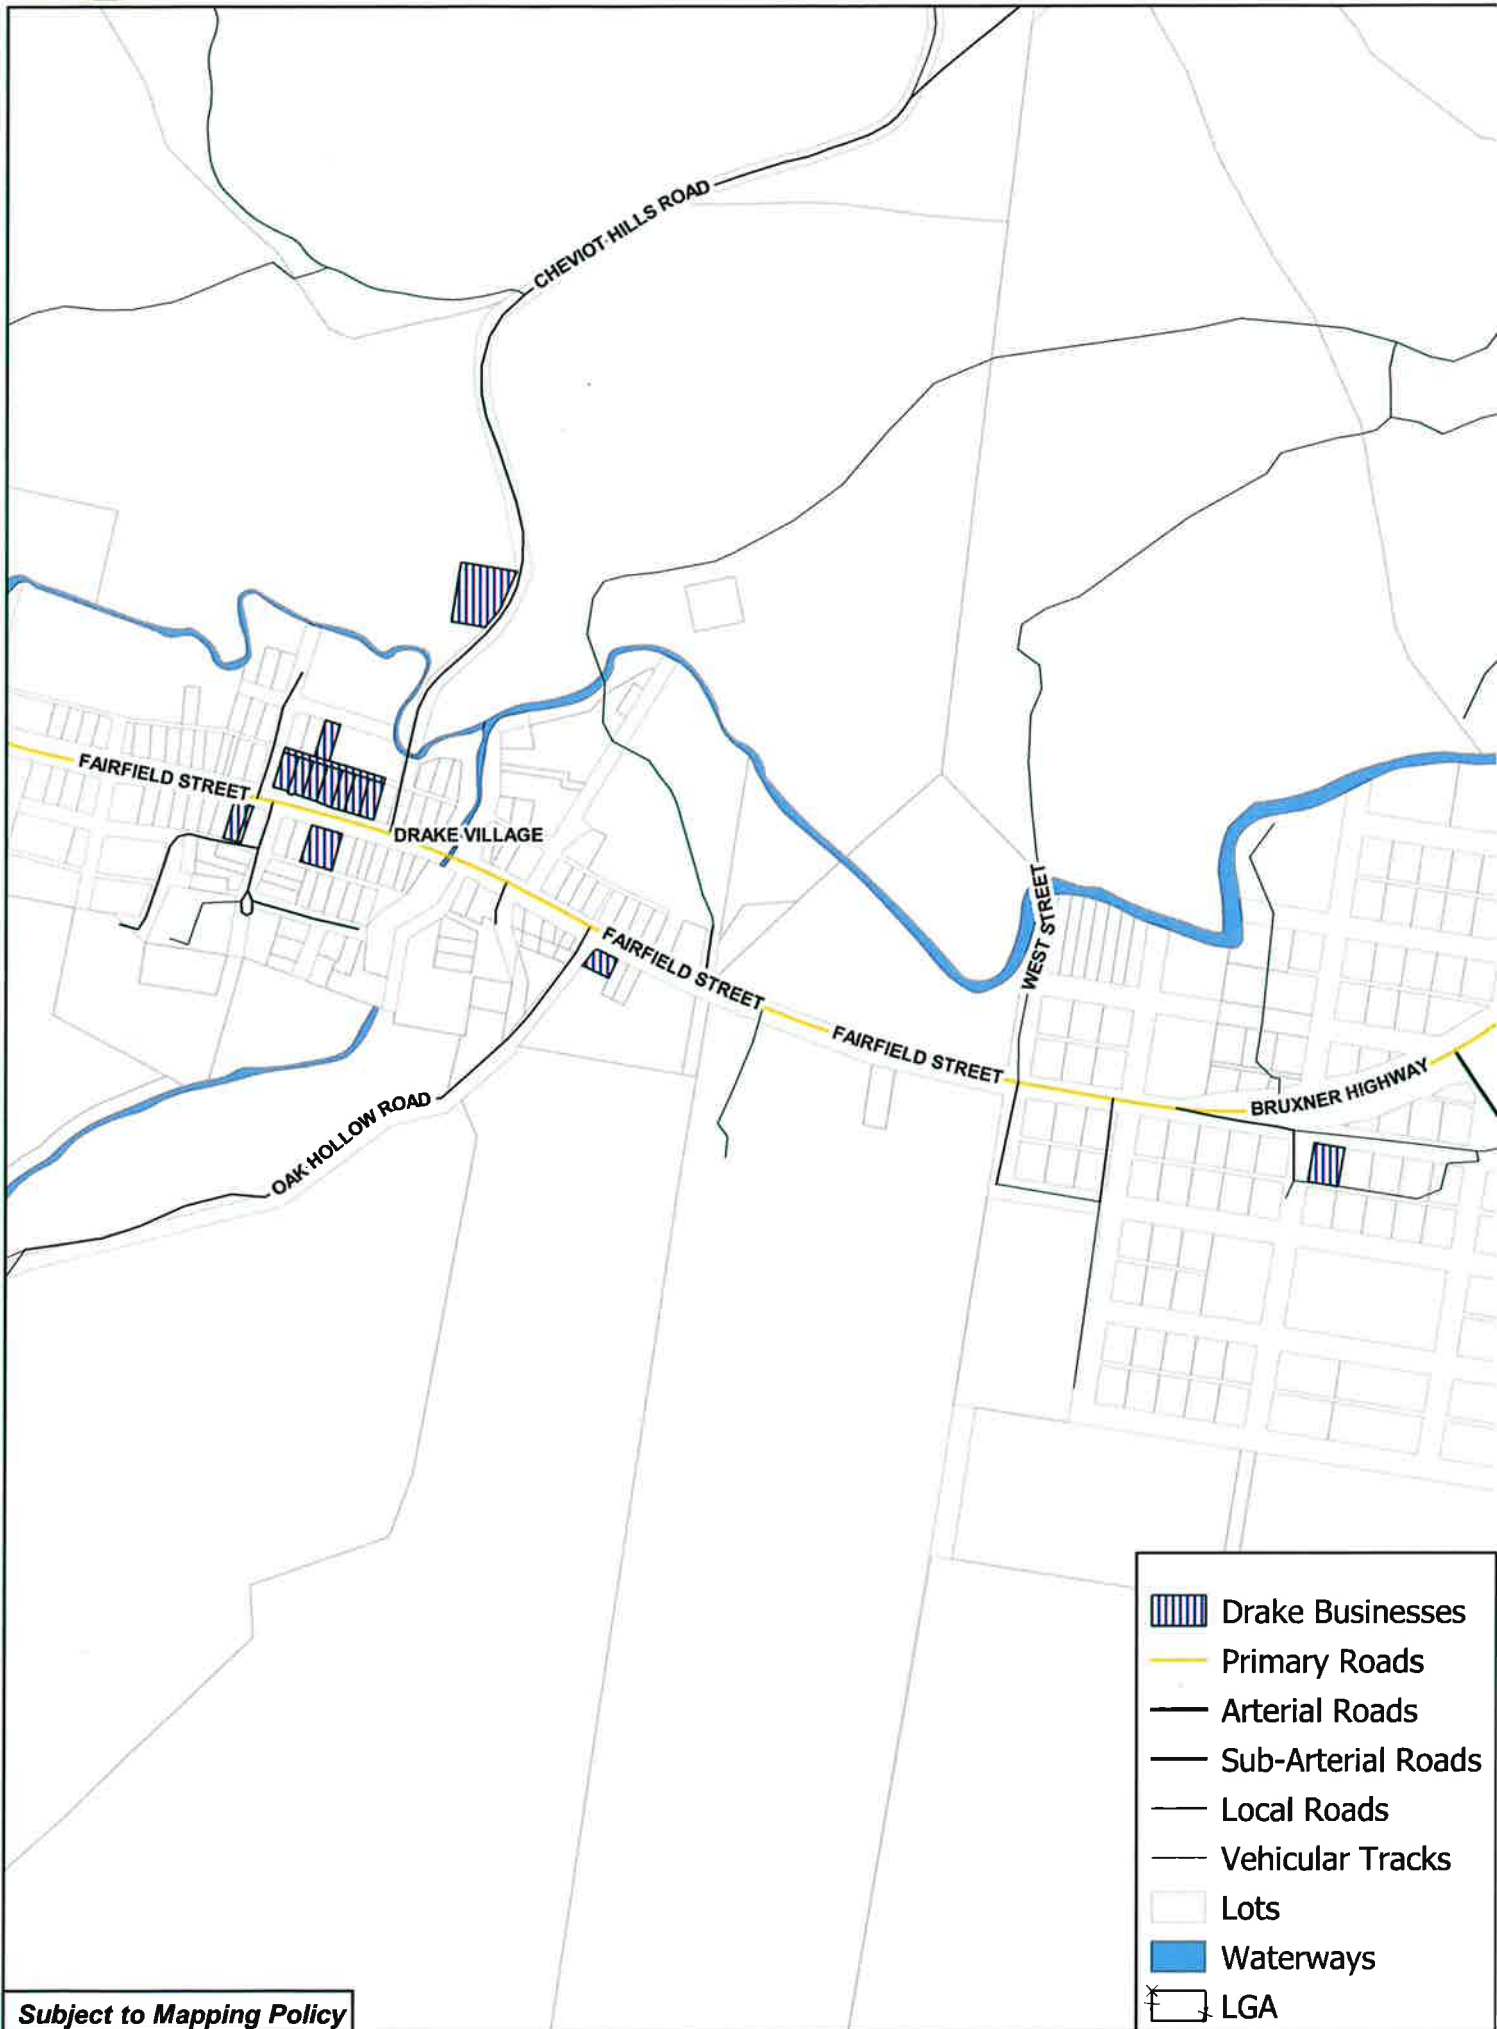 CHEVIOT HILLS ROAD
FAIRFIELD STREET
DRAKE VILLAGE
FAIRFIELD STREET
WEST STREET
FAIRFIELD STREET
BRUXNER HIGHWAY
OAK HOLLOW ROAD
Drake Businesses
Primary Roads
Arterial Roads
Sub-Arterial Roads
Local Roads
Vehicular Tracks
Lots
Waterways
LGA
Subject to Mapping Policy